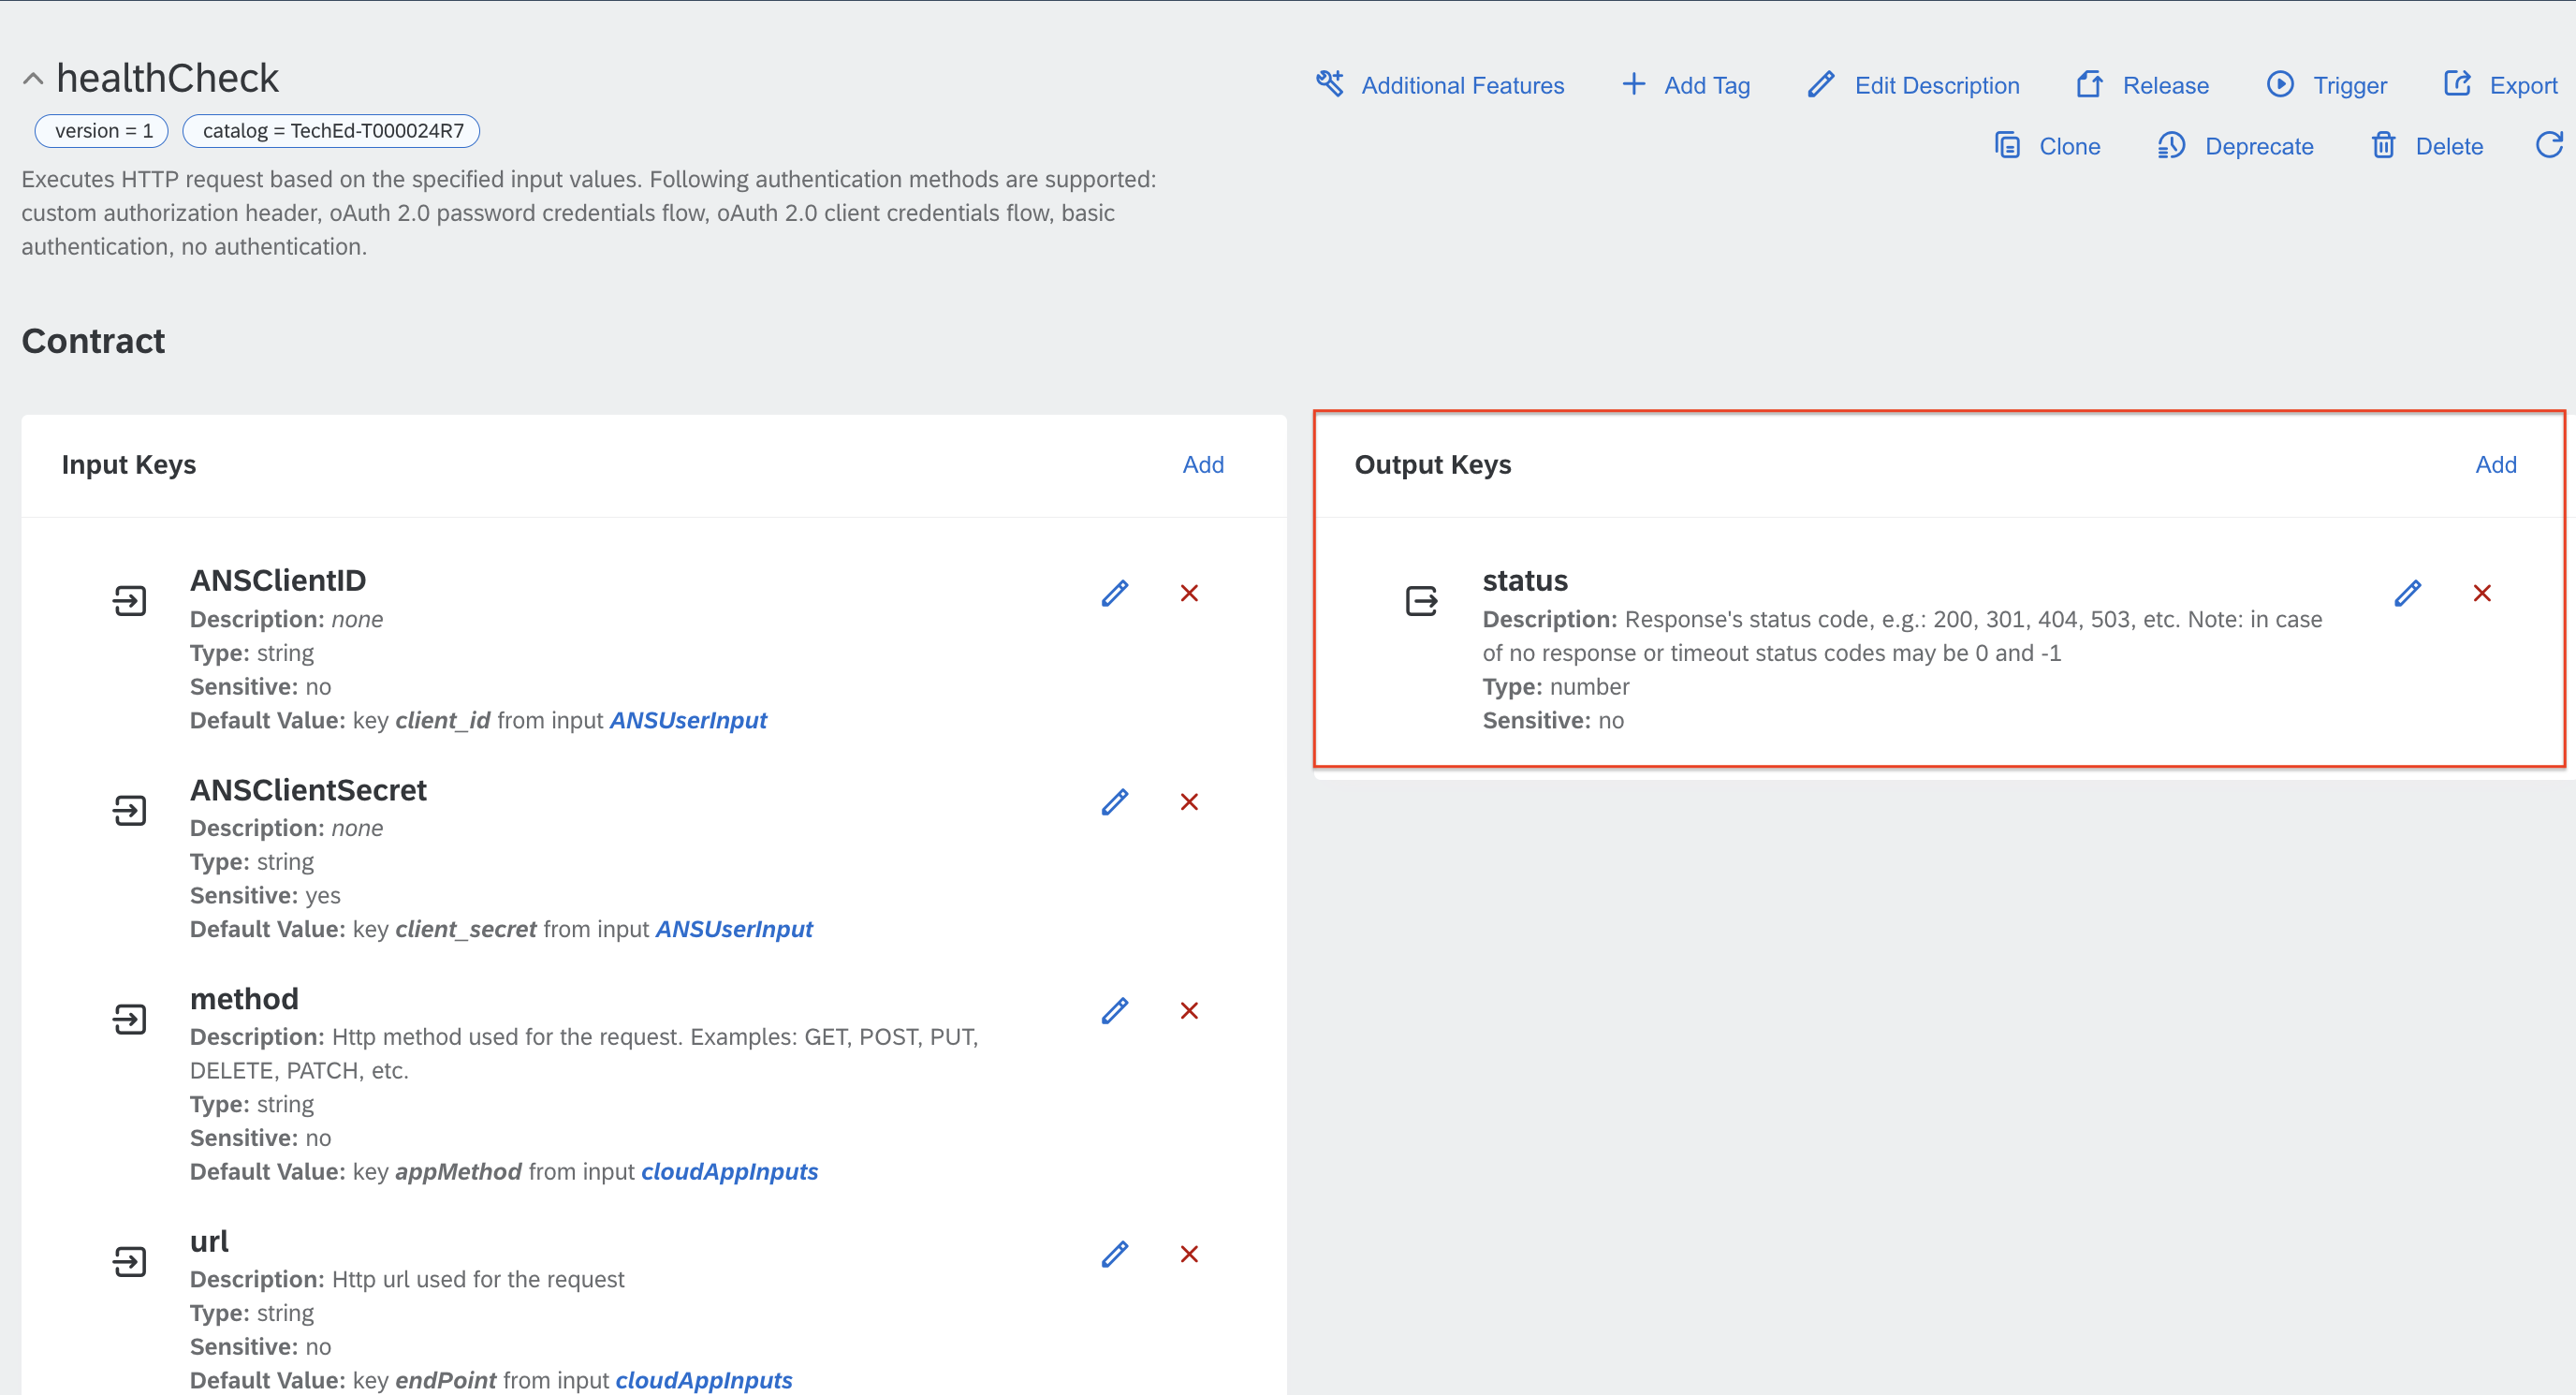 healthCheck
Additional Features
Add Tag
Edit Description
Release
Trigger
Export
version = 1
catalog = TechEd-T000024R7
Clone
Deprecate
Delete
Executes HTTP request based on the specified input values. Following authentication methods are supported:
custom authorization header, oAuth 2.0 password credentials flow, oAuth 2.0 client credentials flow, basic
authentication, no authentication.
Contract
Input Keys
Add
ANSClientID
Description: none
Type: string
Sensitive: no
Default Value: key client_id from input ANSUserInput
ANSClientSecret
Description: none
Type: string
Sensitive: yes
Default Value: key client_secret from input ANSUserInput
method
Description: Http method used for the request. Examples: GET, POST, PUT,
DELETE, PATCH, etc.
Type: string
Sensitive: no
Default Value: key appMethod from input cloudAppInputs
url
Description: Http url used for the request
Type: string
Sensitive: no
Default Value: key endPoint from input cloudAppInputs
Output Keys
Add
status
Description: Response's status code, e.g.: 200, 301, 404, 503, etc. Note: in case
of no response or timeout status codes may be 0 and -1
Type: number
Sensitive: no